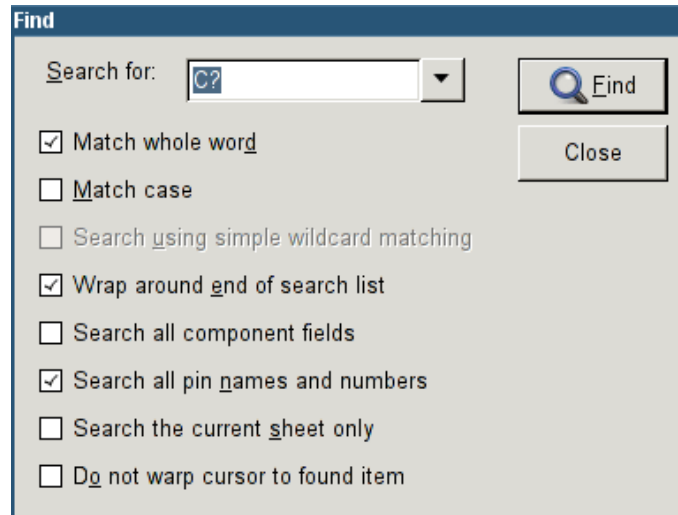 Find
Search for: C? Find
Match whole word Close
Match case
Search using simple wildcard matching
Wrap around end of search list
Search all component fields
Search all pin names and numbers
Search the current sheet only
Do not warp cursor to found item